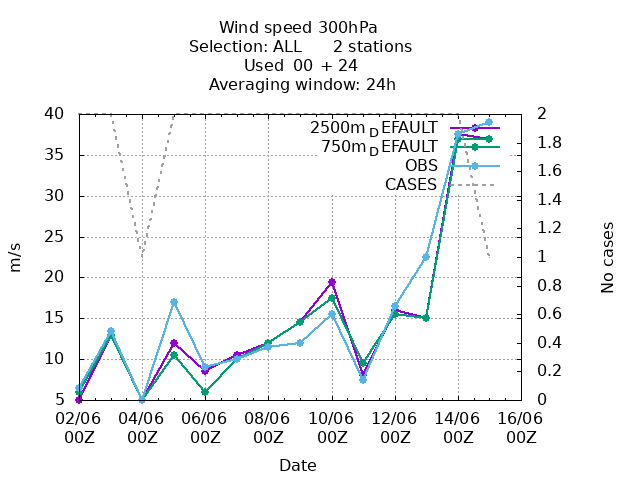 Wind speed 300hPa
Selection: ALL 2 stations
Used 00 + 24
Averaging window: 24h
40
35
30
25
20
15
10
5
m/s
2500m DEFAULT
750m DEFAULT
OBS
CASES
2
1.8
1.6
1.4
1.2
1
0.8
0.6
0.4
0.2
0
No cases
02/06 04/06 06/06 08/06 10/06 12/06 14/06 16/06
00Z 00Z 00Z 00Z 00Z 00Z 00Z 00Z
Date